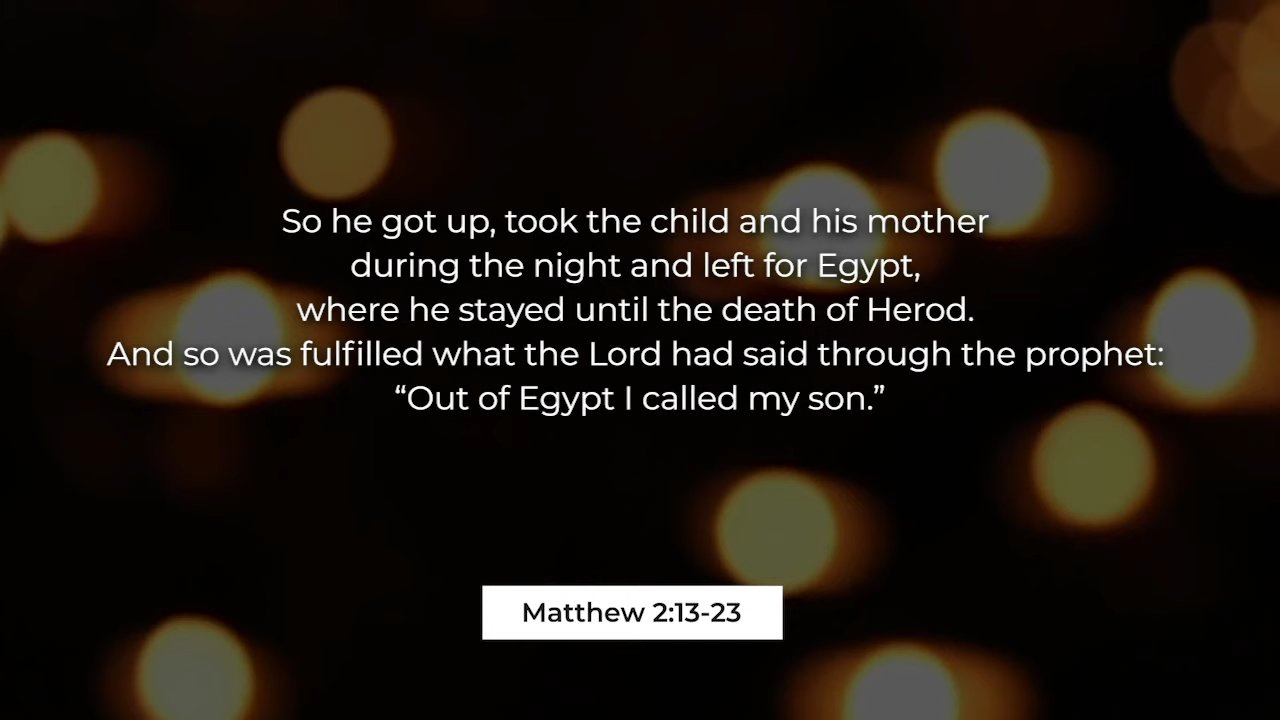 So he got up, took the child and his mother
during the night and left for Egypt,
where he stayed until the death of Herod.
And so was fulfilled what the Lord had said through the prophet:
“Out of Egypt I called my son.”
Matthew 2:13-23